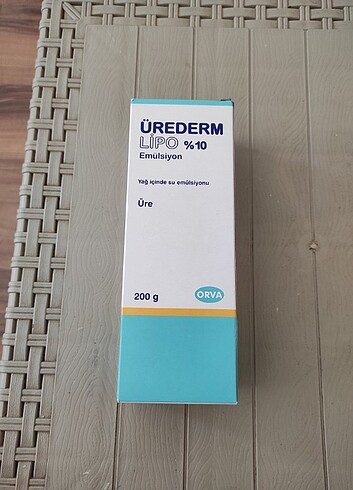 ÜREDERM
LİPO %10
Emülsiyon
Yağ içinde su emülsiyonu
Üre
200 g
ORVA